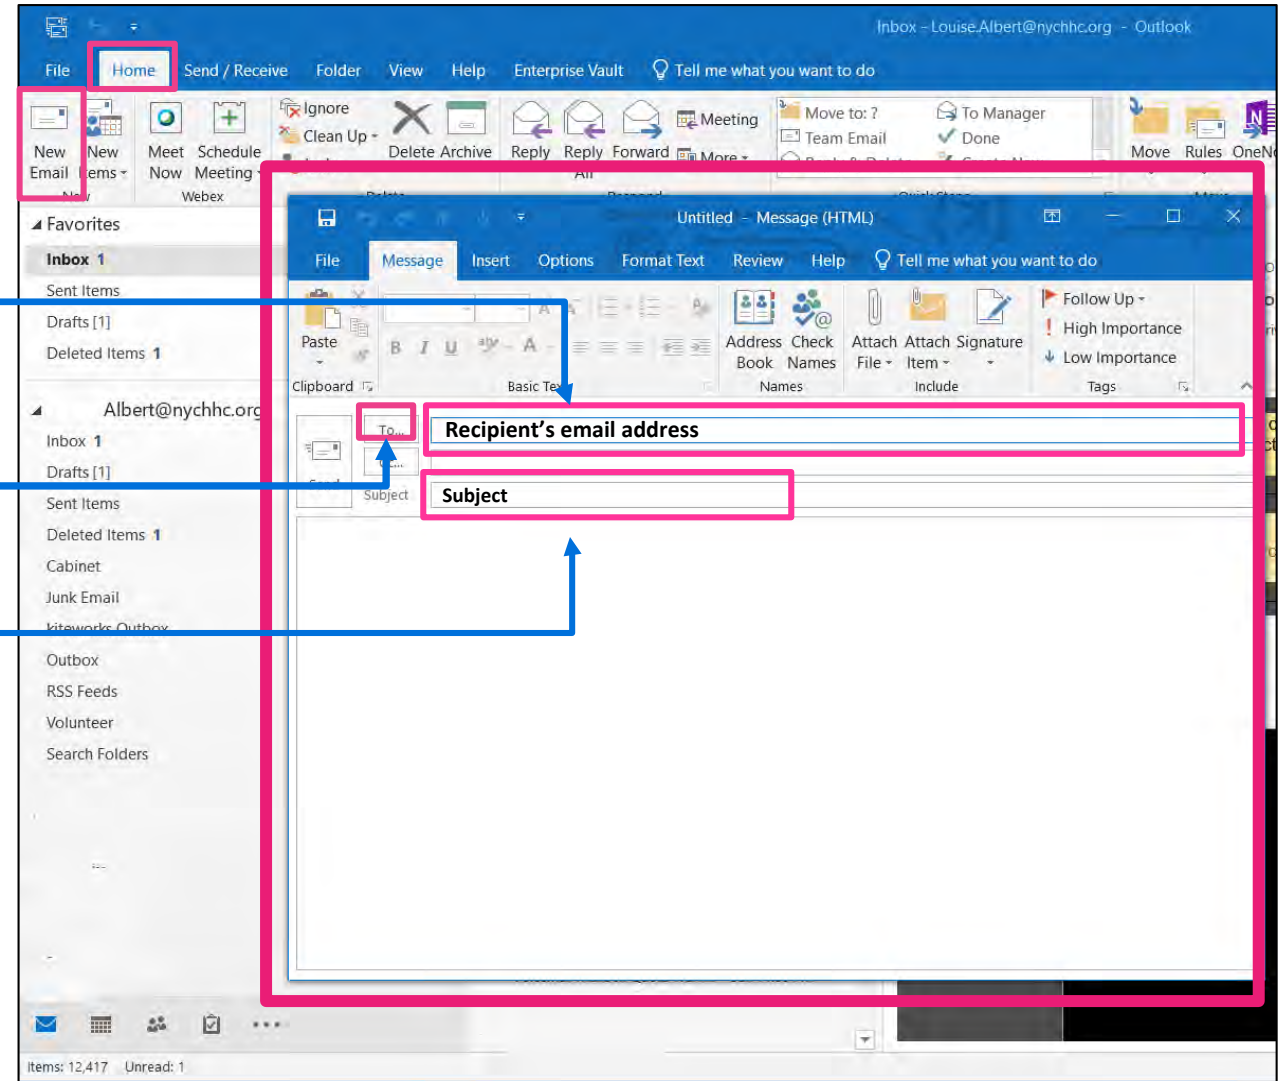 Inbox - Louise.Albert@nychhc.org - Outlook
File Home Send / Receive Folder View Help Enterprise Vault Tell me what you want to do
Ignore
Clean Up
New Email
New Items
Meet Now
Schedule Meeting
Delete Archive Reply Reply All Forward
Meeting
More
Move to: ?
Team Email
To Manager
Done
Move Rules
New Webex
Favorites
Inbox 1
Sent Items
Drafts [1]
Deleted Items 1
Albert@nychhc.org
Inbox 1
Drafts [1]
Sent Items
Deleted Items 1
Cabinet
Junk Email
kiteworks Outbox
Outbox
RSS Feeds
Volunteer
Search Folders
Untitled - Message (HTML)
File Message Insert Options Format Text Review Help Tell me what you want to do
Paste
B I U
Address Book
Check Names
Attach File
Attach Item
Signature
Follow Up
High Importance
Low Importance
Clipboard Basic Names Include Tags
To... Recipient's email address
Subject Subject
Items: 12,417 Unread: 1